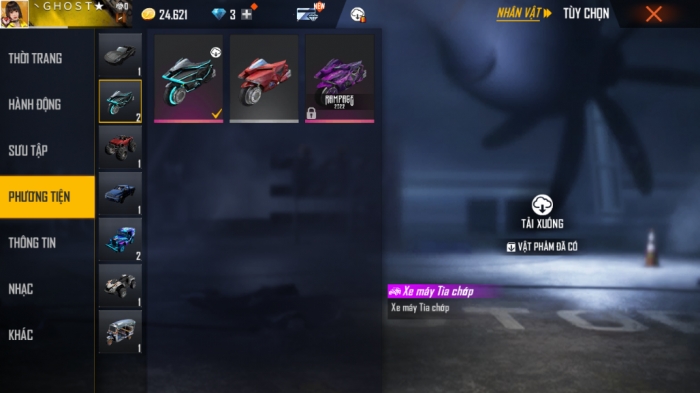 GHOST★
24.621
3
NEW
NHÂN VẬT
TÙY CHỌN
THỜI TRANG
HÀNH ĐỘNG
SƯU TẬP
PHƯƠNG TIỆN
THÔNG TIN
NHẠC
KHÁC
1
2
1
1
2
1
1
RAMPAGE
2022
TẢI XUỐNG
VẬT PHẨM ĐÃ CÓ
Xe máy Tia chớp
Xe máy Tia chớp